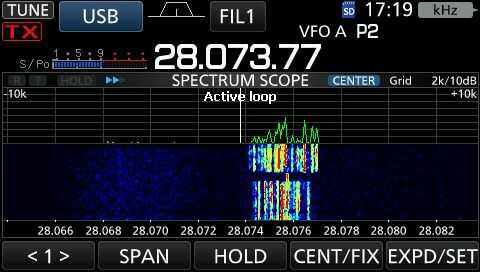 TUNE USB FIL1 SD 17:19 kHz
TX
VFO A P2
28.073.77
S/Po 1 · 5 · 9
R T HOLD SPECTRUM SCOPE CENTER Grid 2k/10dB
-10k +10k
Active loop
28.066 28.068 28.070 28.072 28.074 28.076 28.078 28.080 28.082
< 1 > SPAN HOLD CENT/FIX EXPD/SET